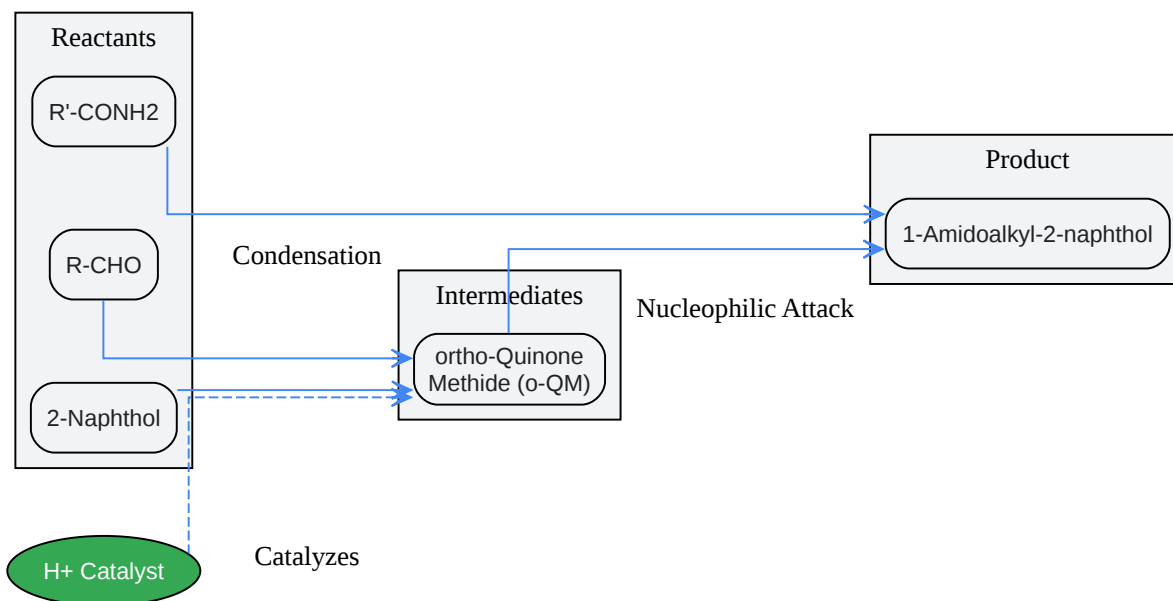 Reactants
R'-CONH2
R-CHO
2-Naphthol
H+ Catalyst
Condensation
Catalyzes
Intermediates
ortho-Quinone
Methide (o-QM)
Nucleophilic Attack
Product
1-Amidoalkyl-2-naphthol